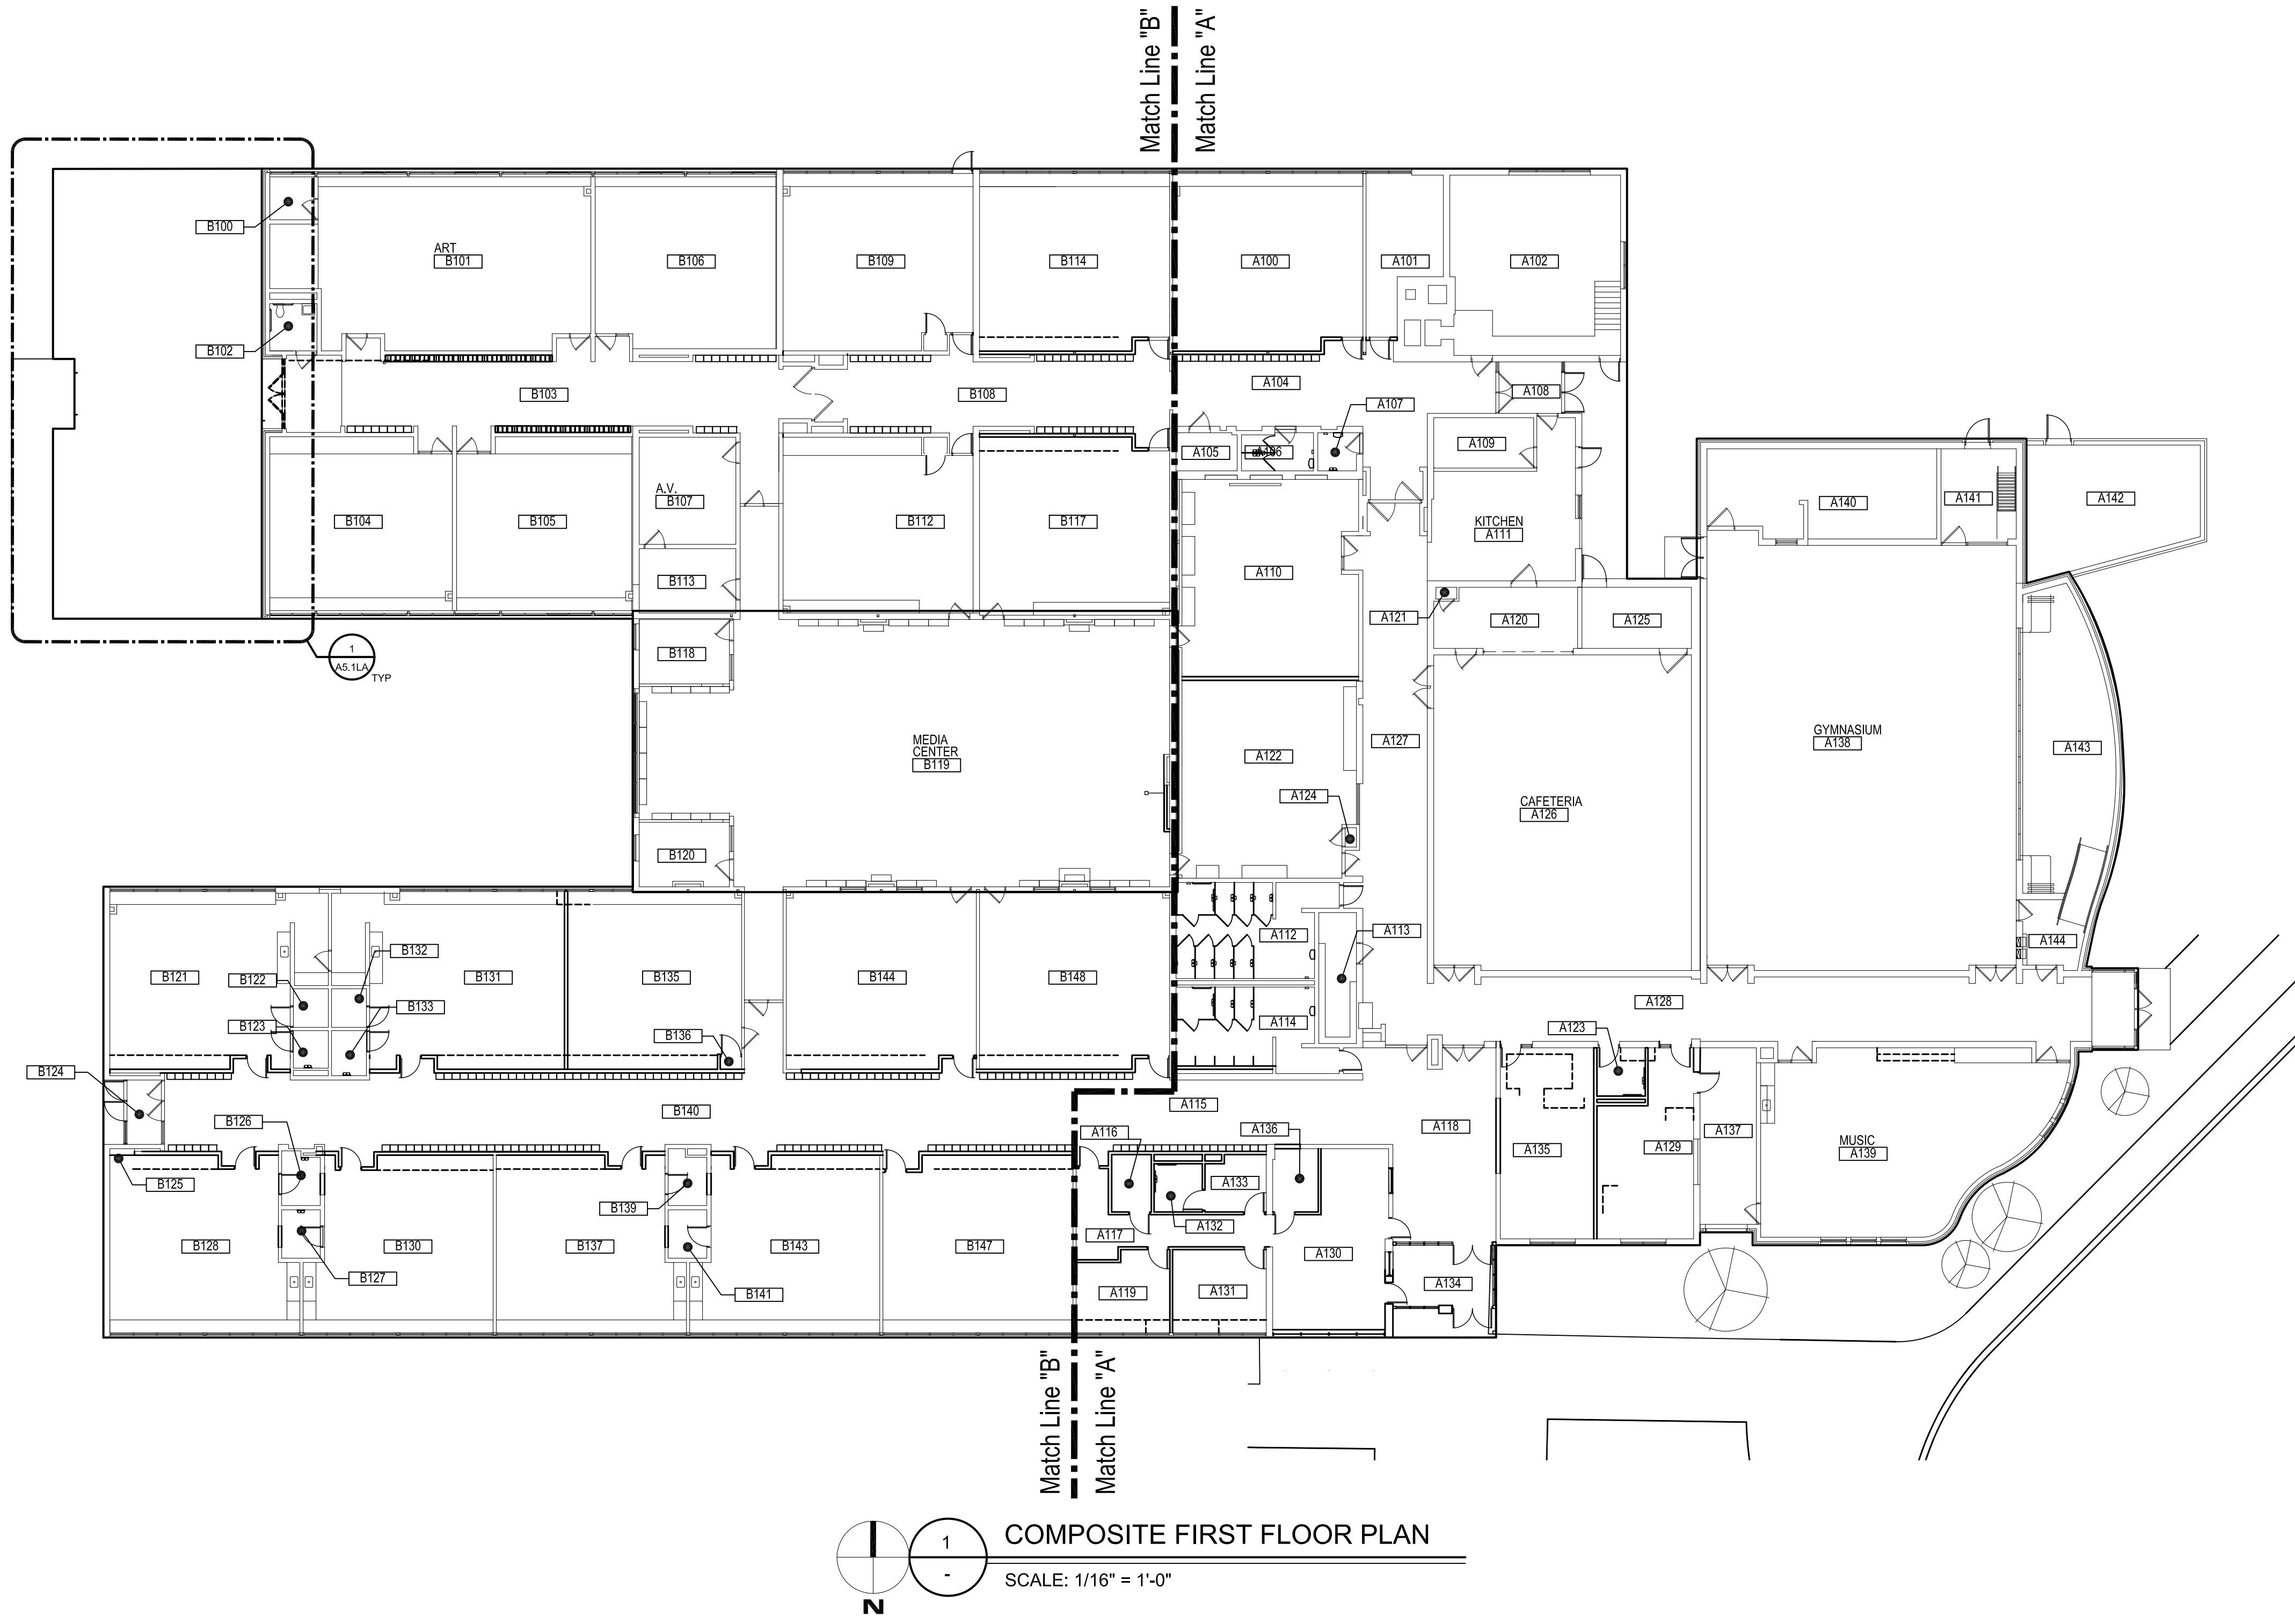 Match Line "B"
Match Line "A"
B100
ART
B101
B106
B109
B114
A100
A101
A102
B102
B103
B108
A104
A108
A107
A105
A106
A109
A.V.
B107
B104
B105
B112
B117
KITCHEN
A111
A140
A141
A142
B113
A110
A121
A120
A125
B118
1
A5.1LA
TYP
MEDIA
CENTER
B119
A127
A122
GYMNASIUM
A138
A143
A124
CAFETERIA
A126
B120
A112
A113
A144
B121
B122
B132
B131
B135
B144
B148
B123
B133
B136
A114
A128
A123
B124
B126
B140
A115
A116
A136
A118
A135
A129
A137
MUSIC
A139
B125
B139
A133
A132
A117
B128
B130
B137
B143
B147
A130
B127
B141
A119
A131
A134
Match Line "B"
Match Line "A"
1
-
COMPOSITE FIRST FLOOR PLAN
SCALE: 1/16" = 1'-0"
N